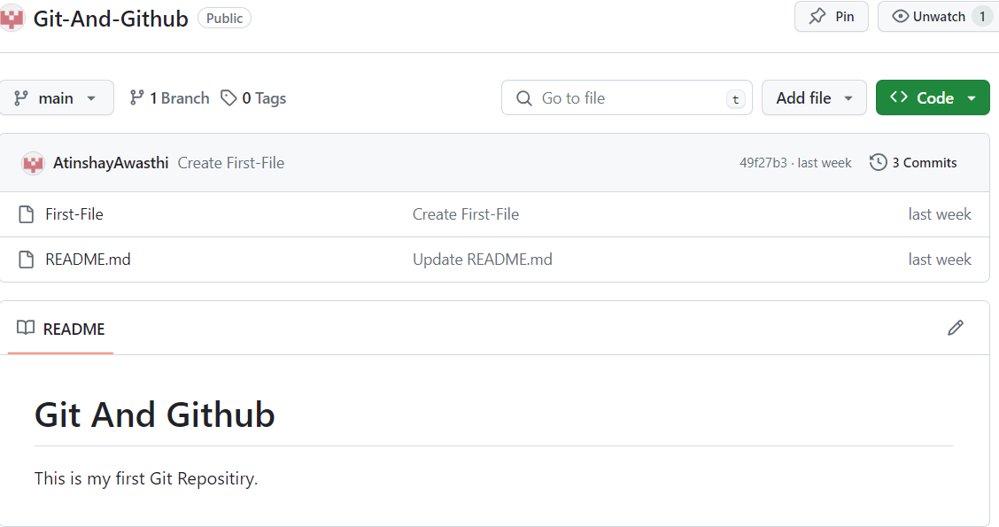 Git-And-Github Public Pin Unwatch 1
main 1 Branch 0 Tags Go to file t Add file <> Code
AtinshayAwasthi Create First-File 49f27b3 · last week 3 Commits
First-File Create First-File last week
README.md Update README.md last week
README
Git And Github
This is my first Git Repositiry.